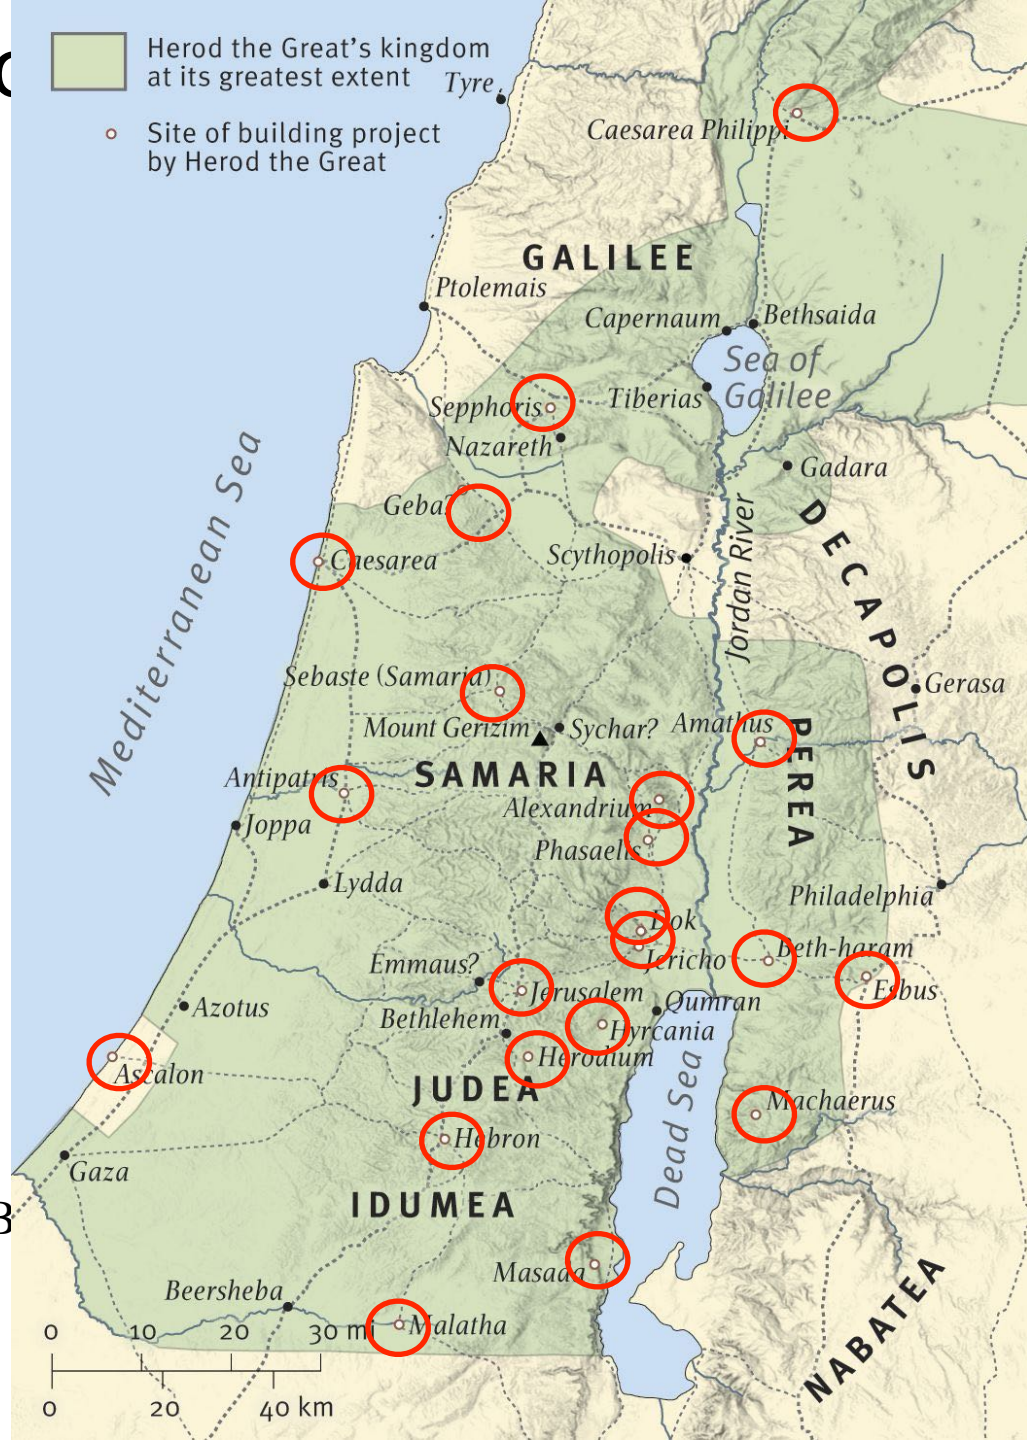 Herod the Great's kingdom
at its greatest extent
Site of building project
by Herod the Great
Tyre
Caesarea Philippi
GALILEE
Ptolemais
Capernaum
Bethsaida
Sea of
Galilee
Sepphoris
Tiberias
Nazareth
Gadara
Geba?
DECAPOLIS
Mediterranean Sea
Caesarea
Scythopolis
Jordan River
Sebaste (Samaria)
Gerasa
Mount Gerizim
Sychar?
Amathus
PEREA
SAMARIA
Antipatris
Alexandrium
Joppa
Phasaelis
Lydda
Philadelphia
Dok
Jericho
Beth-haram
Esbus
Emmaus?
Jerusalem
Qumran
Azotus
Bethlehem
Hyrcania
Herodium
Ascalon
JUDEA
Dead Sea
Machaerus
Hebron
Gaza
IDUMEA
Masada
Beersheba
Malatha
NABATEA
0 10 20 30 mi
0 20 40 km